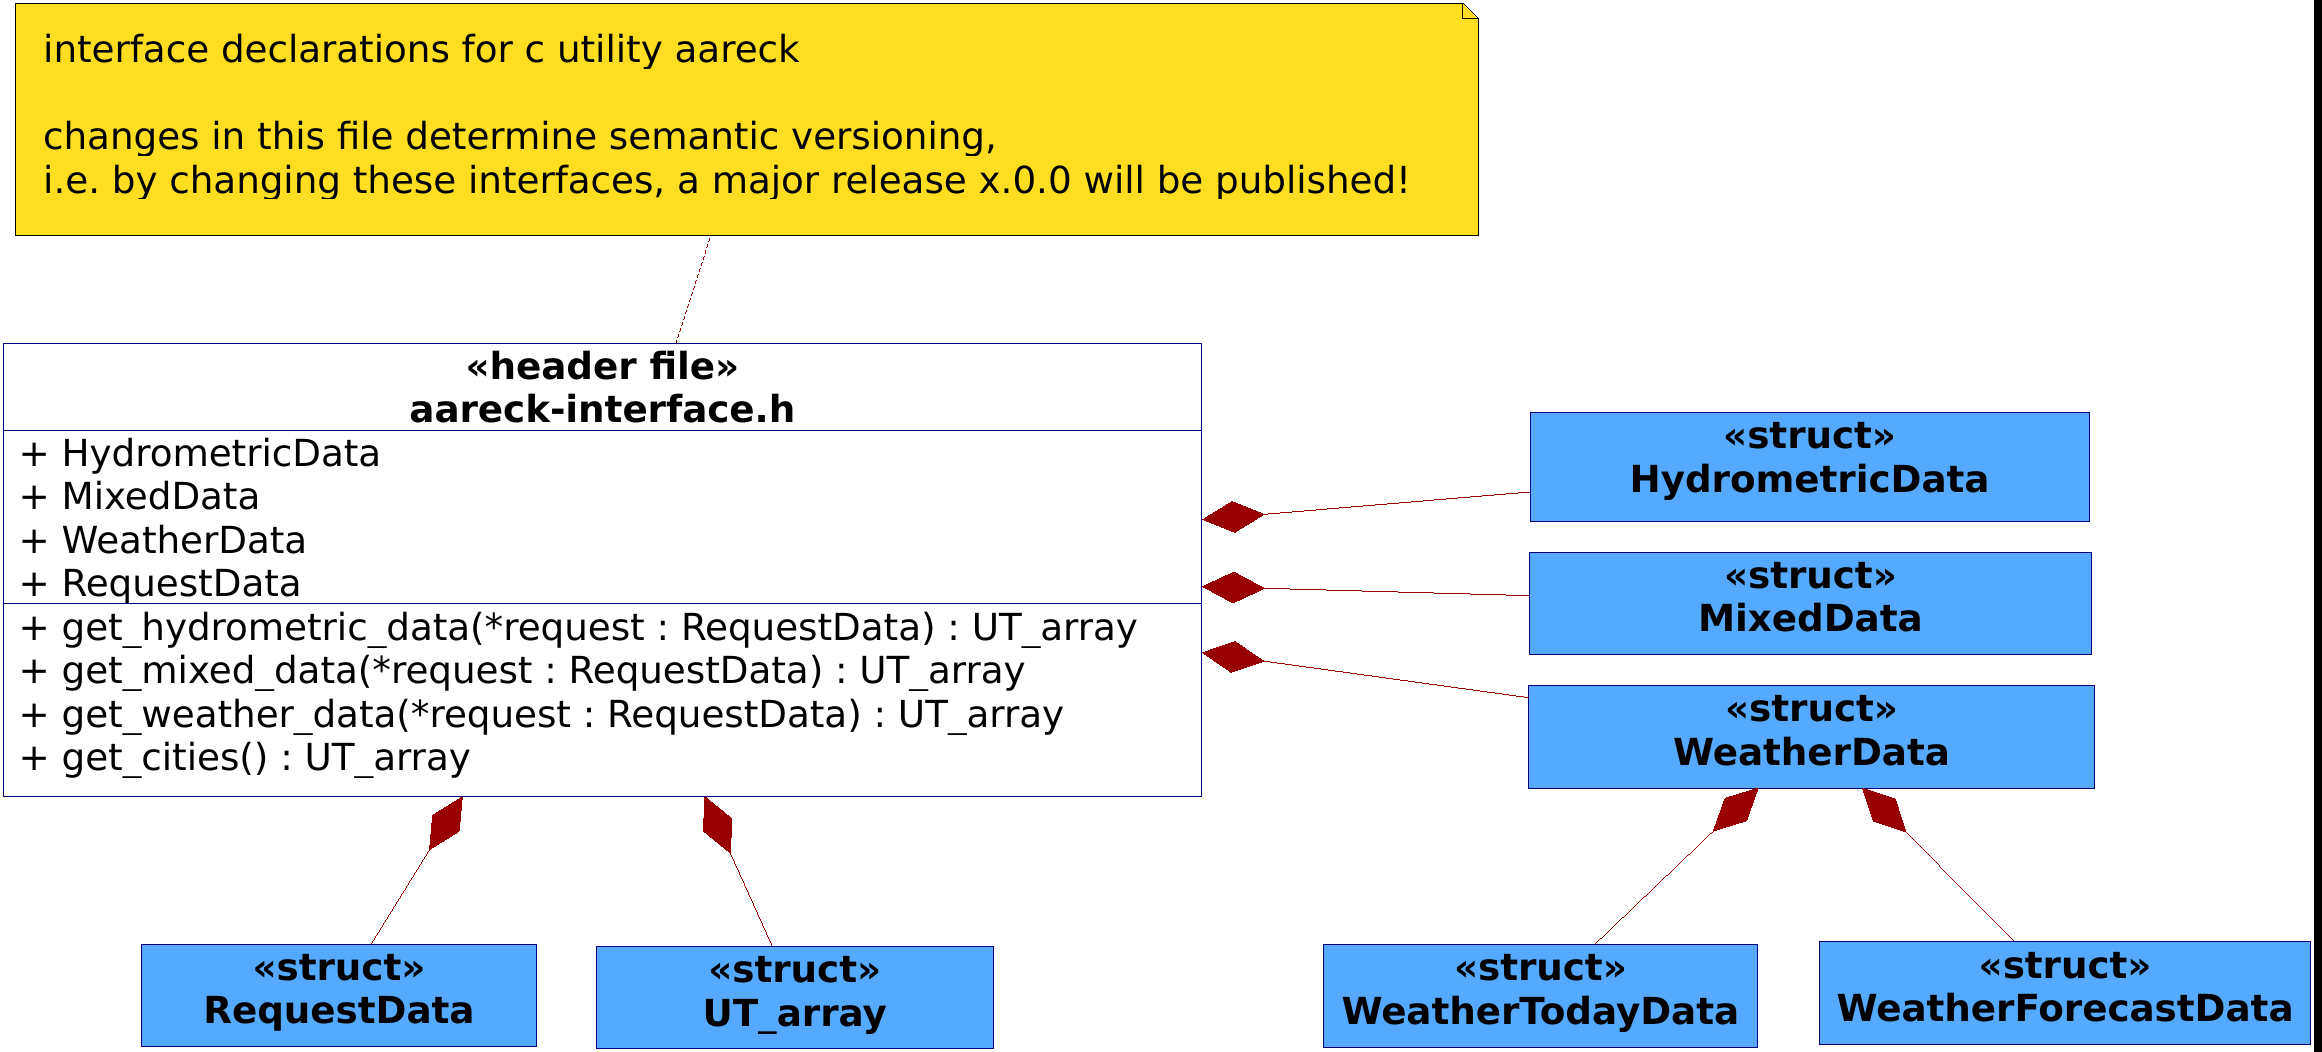 interface declarations for c utility aareck
changes in this file determine semantic versioning,
i.e. by changing these interfaces, a major release x.0.0 will be published!
«header file»
aareck-interface.h
+ HydrometricData
+ MixedData
+ WeatherData
+ RequestData
+ get_hydrometric_data(*request : RequestData) : UT_array
+ get_mixed_data(*request : RequestData) : UT_array
+ get_weather_data(*request : RequestData) : UT_array
+ get_cities() : UT_array
«struct»
HydrometricData
«struct»
MixedData
«struct»
WeatherData
«struct»
RequestData
«struct»
UT_array
«struct»
WeatherTodayData
«struct»
WeatherForecastData